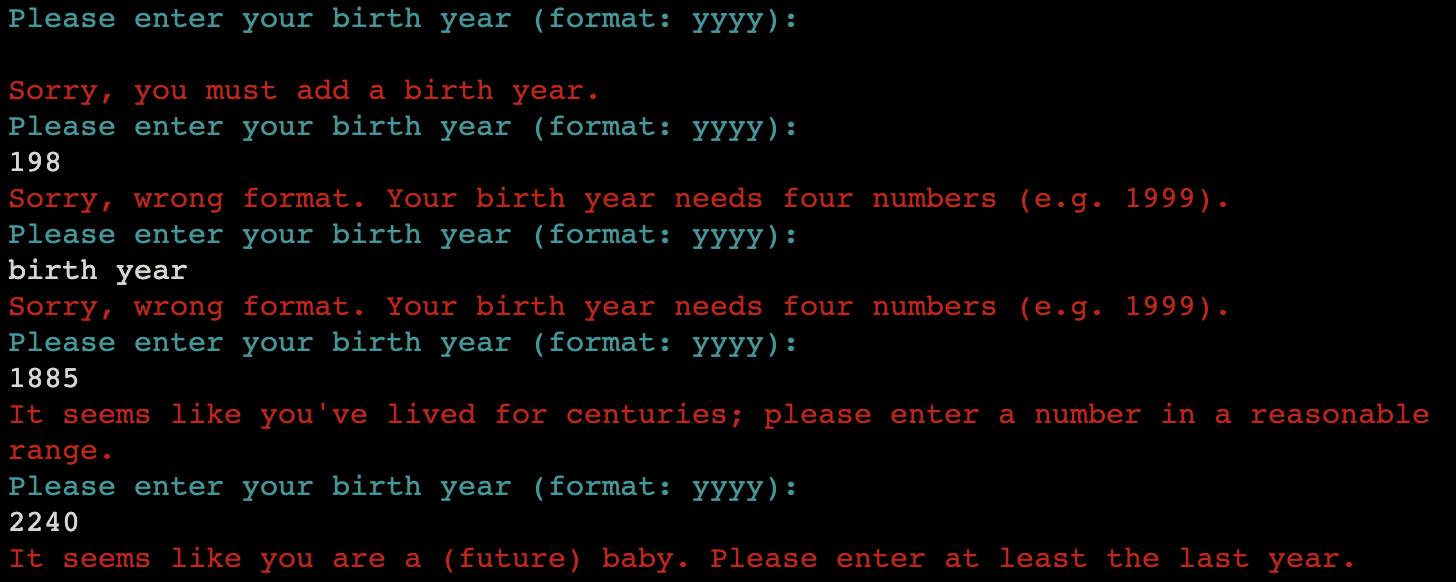 Please enter your birth year (format: yyyy):
Sorry, you must add a birth year.
Please enter your birth year (format: yyyy):
198
Sorry, wrong format. Your birth year needs four numbers (e.g. 1999).
Please enter your birth year (format: yyyy):
birth year
Sorry, wrong format. Your birth year needs four numbers (e.g. 1999).
Please enter your birth year (format: yyyy):
1885
It seems like you've lived for centuries; please enter a number in a reasonable
range.
Please enter your birth year (format: yyyy):
2240
It seems like you are a (future) baby. Please enter at least the last year.